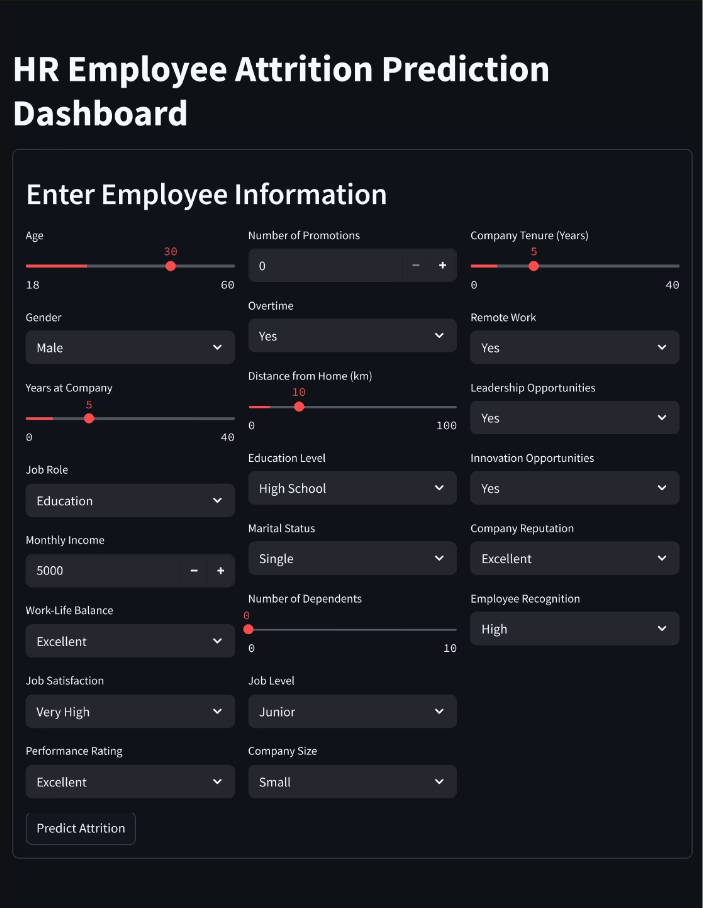 HR Employee Attrition Prediction
Dashboard
Enter Employee Information
Age
30
18 60
Gender
Male
Years at Company
5
0 40
Job Role
Education
Monthly Income
5000 − +
Work-Life Balance
Excellent
Job Satisfaction
Very High
Performance Rating
Excellent
Number of Promotions
0 − +
Overtime
Yes
Distance from Home (km)
10
0 100
Education Level
High School
Marital Status
Single
Number of Dependents
0
0 10
Job Level
Junior
Company Size
Small
Company Tenure (Years)
5
0 40
Remote Work
Yes
Leadership Opportunities
Yes
Innovation Opportunities
Yes
Company Reputation
Excellent
Employee Recognition
High
Predict Attrition